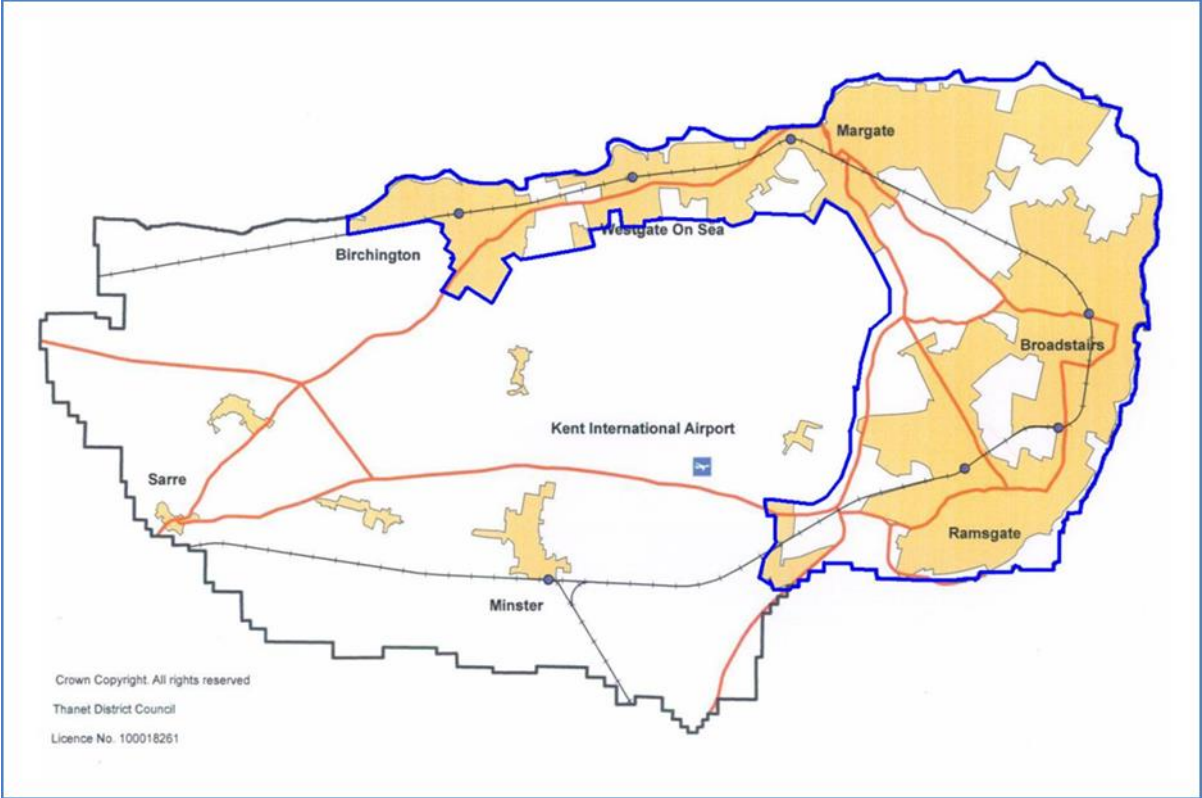 Margate
Westgate On Sea
Birchington
Broadstairs
Kent International Airport
Sarre
Ramsgate
Minster
Crown Copyright. All rights reserved
Thanet District Council
Licence No. 100018261